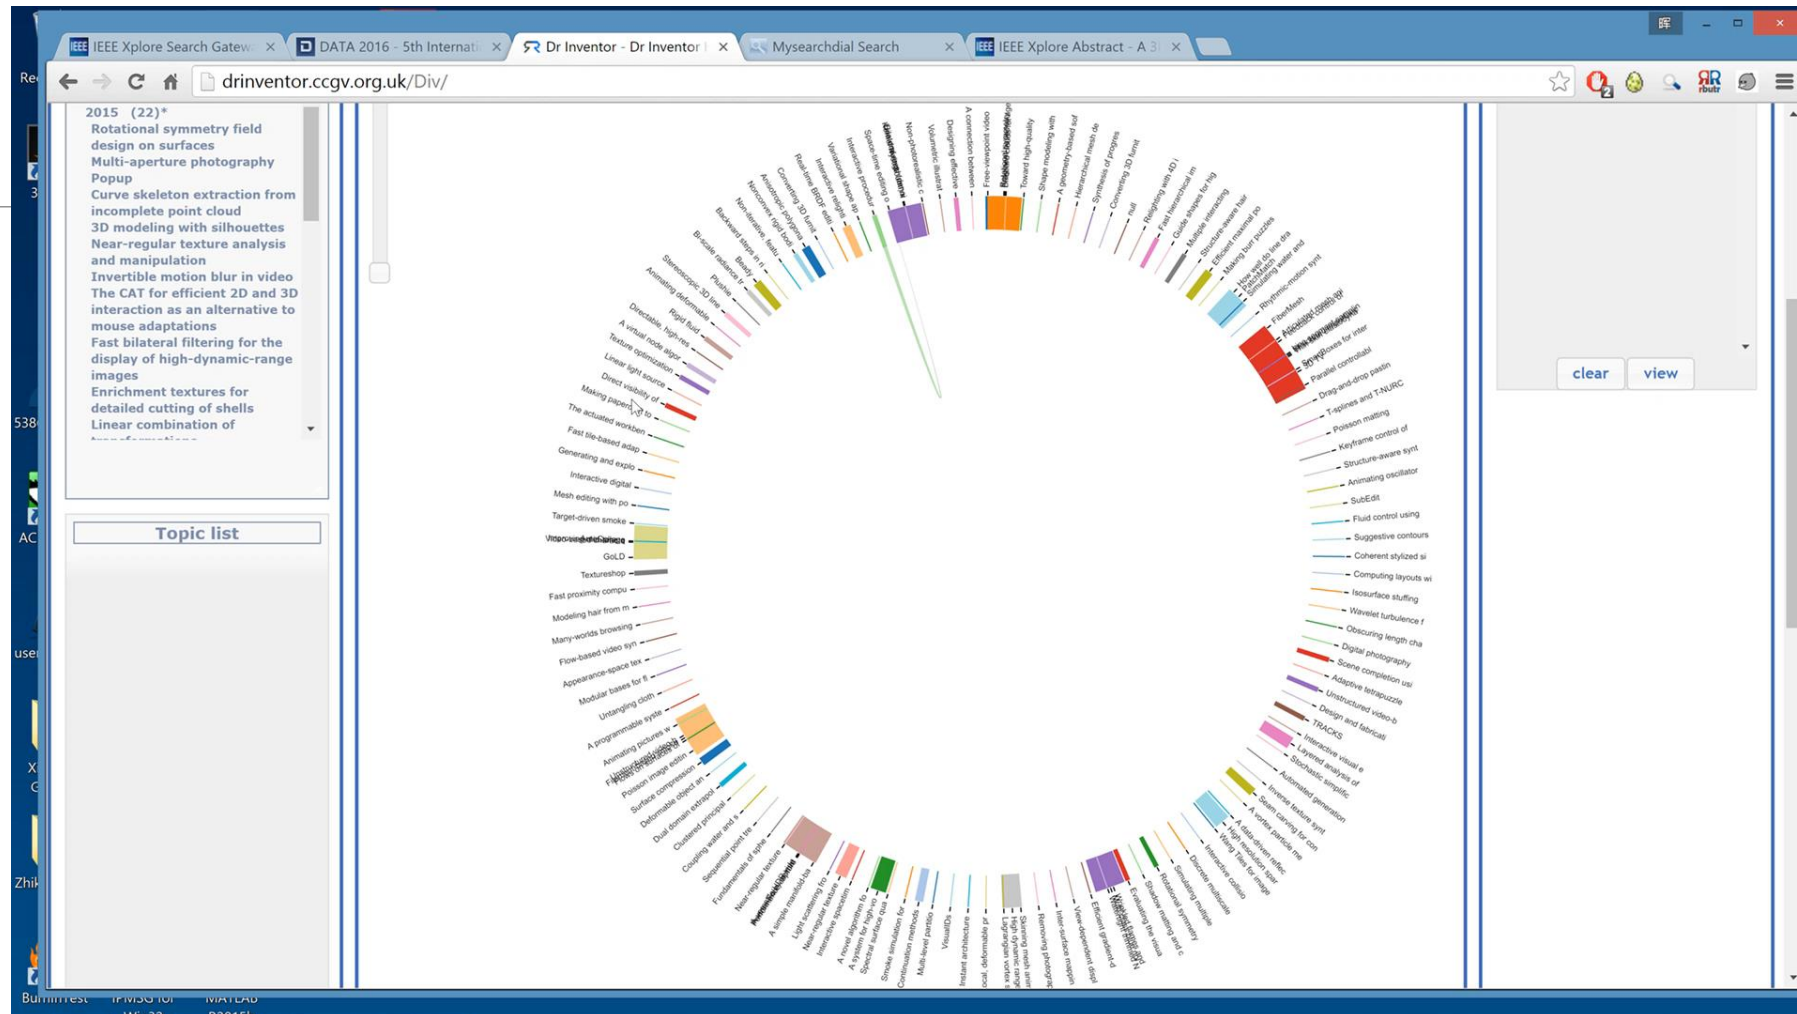 IEEE Xplore Search Gatew
DATA 2016 - 5th Internati
Dr Inventor - Dr Inventor
Mysearchdial Search
IEEE Xplore Abstract - A 3
drinventor.ccgv.org.uk/Div/
2015 (22)*
Rotational symmetry field
design on surfaces
Multi-aperture photography
Popup
Curve skeleton extraction from
incomplete point cloud
3D modeling with silhouettes
Near-regular texture analysis
and manipulation
Invertible motion blur in video
The CAT for efficient 2D and 3D
interaction as an alternative to
mouse adaptations
Fast bilateral filtering for the
display of high-dynamic-range
images
Enrichment textures for
detailed cutting of shells
Linear combination of
Topic list
clear
view
A connection between
Free-viewpoint video
Toward high-quality
Shape modeling with
A geometry-based sof
Hierarchical mesh de
Synthesis of progres
Converting 3D furnit
null
Relighting with 4D i
Fast hierarchical im
Guide shapes for hig
Multiple interacting
Structure-aware hair
Efficient maximal po
Making burr puzzles
How well do line dra
PatchMatch
Simulating water and
Rhythmic-motion synt
FiberMesh
Parallel controllabl
Drag-and-drop pastin
T-splines and T-NURC
Poisson matting
Keyframe control of
Structure-aware synt
Animating oscillator
SubEdit
Fluid control using
Suggestive contours
Coherent stylized si
Computing layouts wi
Isosurface stuffing
Wavelet turbulence f
Obscuring length cha
Digital photography
Scene completion usi
Adaptive tetrapuzzle
Unstructured video-b
Design and fabricati
TRACKS
Interactive visual e
Layered analysis of
Stochastic simplific
Automated generation
Inverse texture synt
Seam carving for con
A vortex particle me
A data-driven reflec
High resolution spar
Wang Tiles for image
Interactive collisio
Discrete multiscale
Simulating multiple
Rotational symmetry
Shadow matting and c
Evaluating the visua
Efficient gradient-d
View-dependent displ
Inter-surface mappin
Removing photograp
Skinning mesh anim
High dynamic range
Lagrangian vortex s
ocal, deformable pr
Instant architecture
VisualIDs
Multi-level partitio
Continuation methods
Smoke simulation for
Spectral surface qua
A system for high-vo
A novel algorithm fo
Interactive spacetim
Near-regular texture
Light scattering fro
A simple manifold-ba
Near-regular texture
Fundamentals of sphe
Sequential point tre
Coupling water and s
Clustered principal
Dual domain extrapol
Deformable object an
Surface compression
Poisson image editin
Animating pictures w
A programmable syste
Untangling cloth
Modular bases for fl
Appearance-space tex
Flow-based video syn
Many-worlds browsing
Modeling hair from m
Fast proximity compu
Textureshop
GoLD
Target-driven smoke
Mesh editing with po
Interactive digital
Generating and explo
Fast tile-based adap
The actuated workben
Direct visibility of
Linear light source
Texture optimization
A virtual node algor
Directable, high-res
Rigid fluid
Animating deformable
Stereoscopic 3D line
Plushie
Bi-scale radiance tr
Beady
Backward steps in ri
Non-iterative, featu
Nonconvex rigid bodi
Anisotropic polygona
Converting 3D furnit
Real-time BRDF editi
Interactive relighti
Variational shape ap
Interactive procedur
Space-time editing o
Non-photorealistic c
Volumetric illustrat
Designing effective